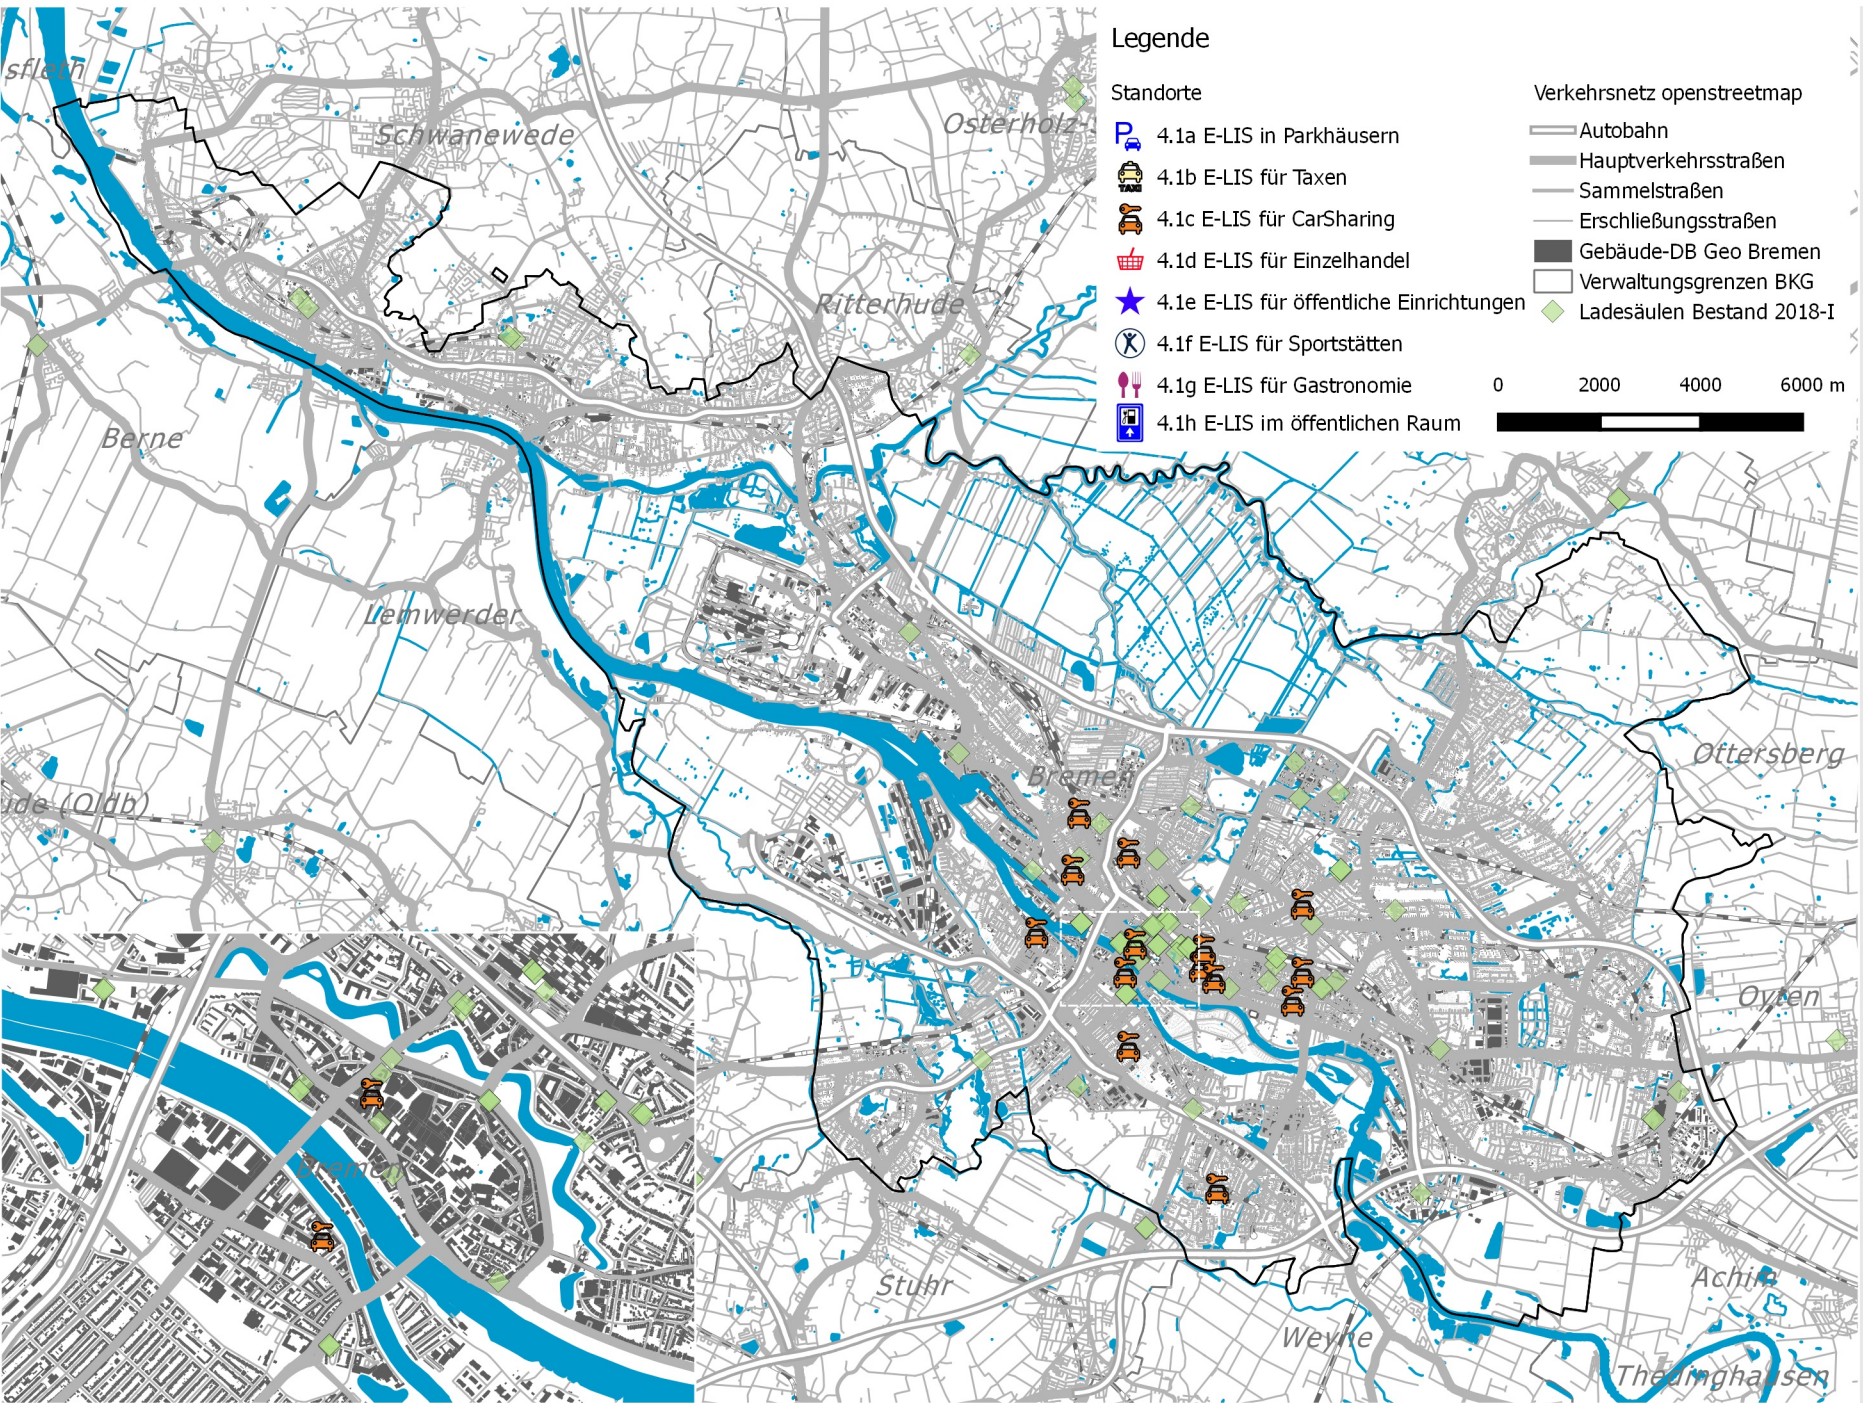 Legende
Standorte
4.1a E-LIS in Parkhäusern
TAXI
4.1b E-LIS für Taxen
4.1c E-LIS für CarSharing
4.1d E-LIS für Einzelhandel
4.1e E-LIS für öffentliche Einrichtungen
4.1f E-LIS für Sportstätten
4.1g E-LIS für Gastronomie
4.1h E-LIS im öffentlichen Raum
Verkehrsnetz openstreetmap
Autobahn
Hauptverkehrsstraßen
Sammelstraßen
Erschließungsstraßen
Gebäude-DB Geo Bremen
Verwaltungsgrenzen BKG
Ladesäulen Bestand 2018-I
0 2000 4000 6000 m
sfleth
Schwanewede
Osterholz-
Ritterhude
Berne
Lemwerder
Bremen
Ottersberg
ude (Oldb)
Oyten
Bremen
Stuhr
Achim
Weyhe
Thedinghausen
P